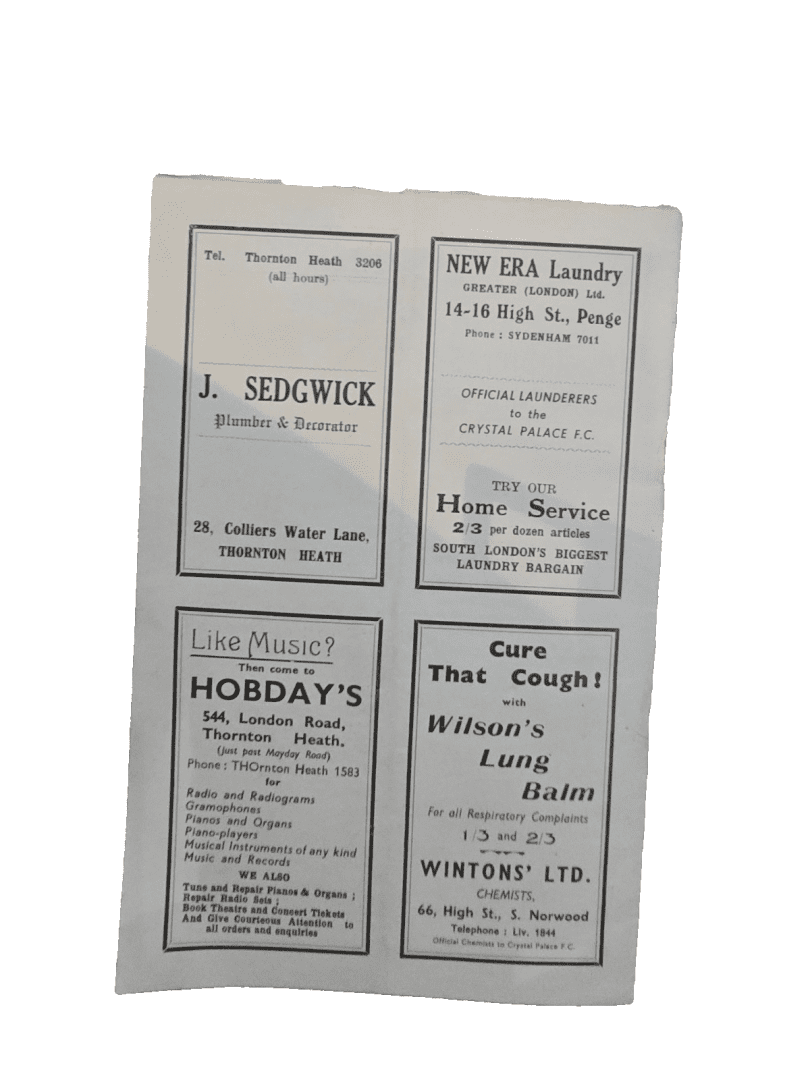 Tel. Thornton Heath 3206
(all hours)
J. SEDGWICK
Plumber & Decorator
28, Colliers Water Lane,
THORNTON HEATH
NEW ERA Laundry
GREATER (LONDON) Ltd.
14-16 High St., Penge
Phone : SYDENHAM 7011
OFFICIAL LAUNDERERS
to the
CRYSTAL PALACE F.C.
TRY OUR
Home Service
2/3 per dozen articles
SOUTH LONDON'S BIGGEST
LAUNDRY BARGAIN
Like Music?
Then come to
HOBDAY'S
544, London Road,
Thornton Heath.
(Just past Mayday Road)
Phone : THOrnton Heath 1583
for
Radio and Radiograms
Gramophones
Pianos and Organs
Piano-players
Musical Instruments of any kind
Music and Records
WE ALSO
Tune and Repair Pianos & Organs ;
Repair Radio Sets ;
Book Theatre and Concert Tickets
And Give Courteous Attention to
all orders and enquiries
Cure
That Cough!
with
Wilson's
Lung
Balm
For all Respiratory Complaints
1/3 and 2/3
WINTONS' LTD.
CHEMISTS,
66, High St., S. Norwood
Telephone : Liv. 1844
Official Chemists to Crystal Palace F.C.